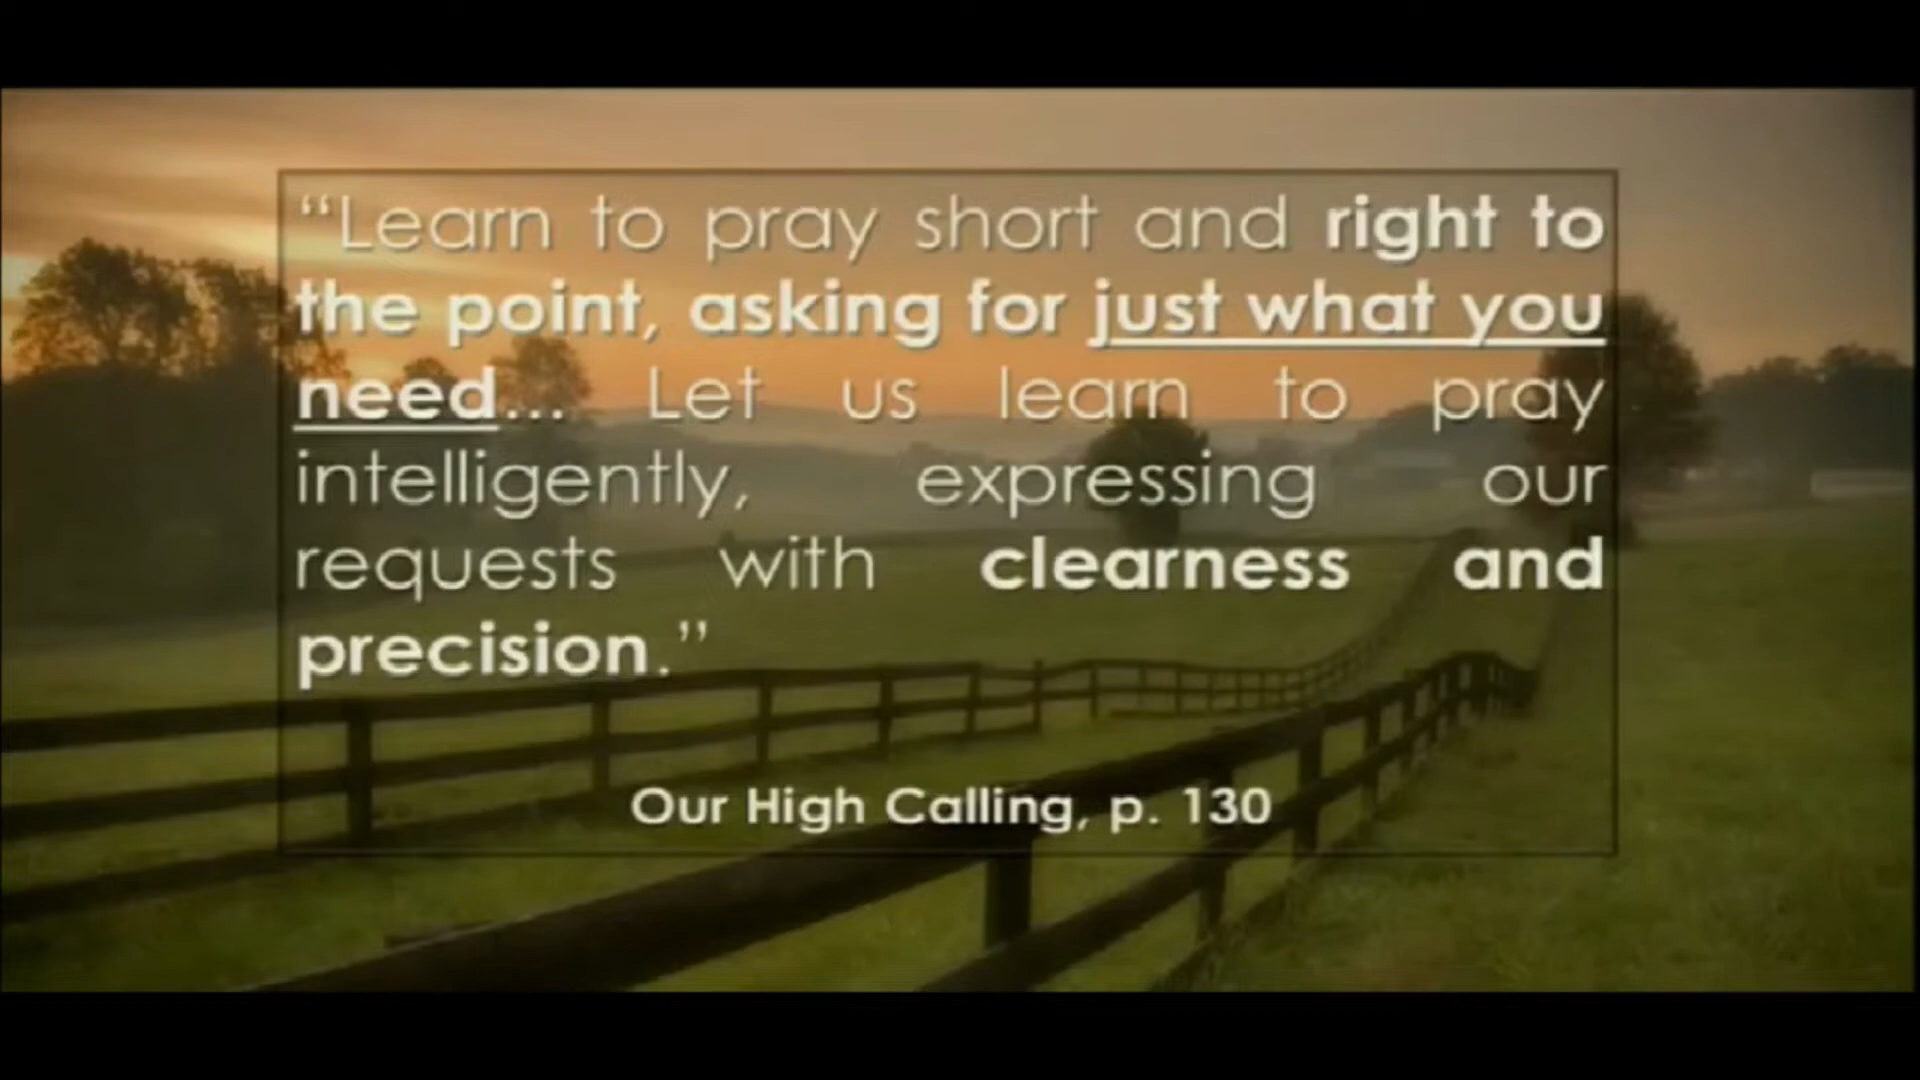 “Learn to pray short and right to
the point, asking for just what you
need... Let us learn to pray
intelligently, expressing our
requests with clearness and
precision.”
Our High Calling, p. 130